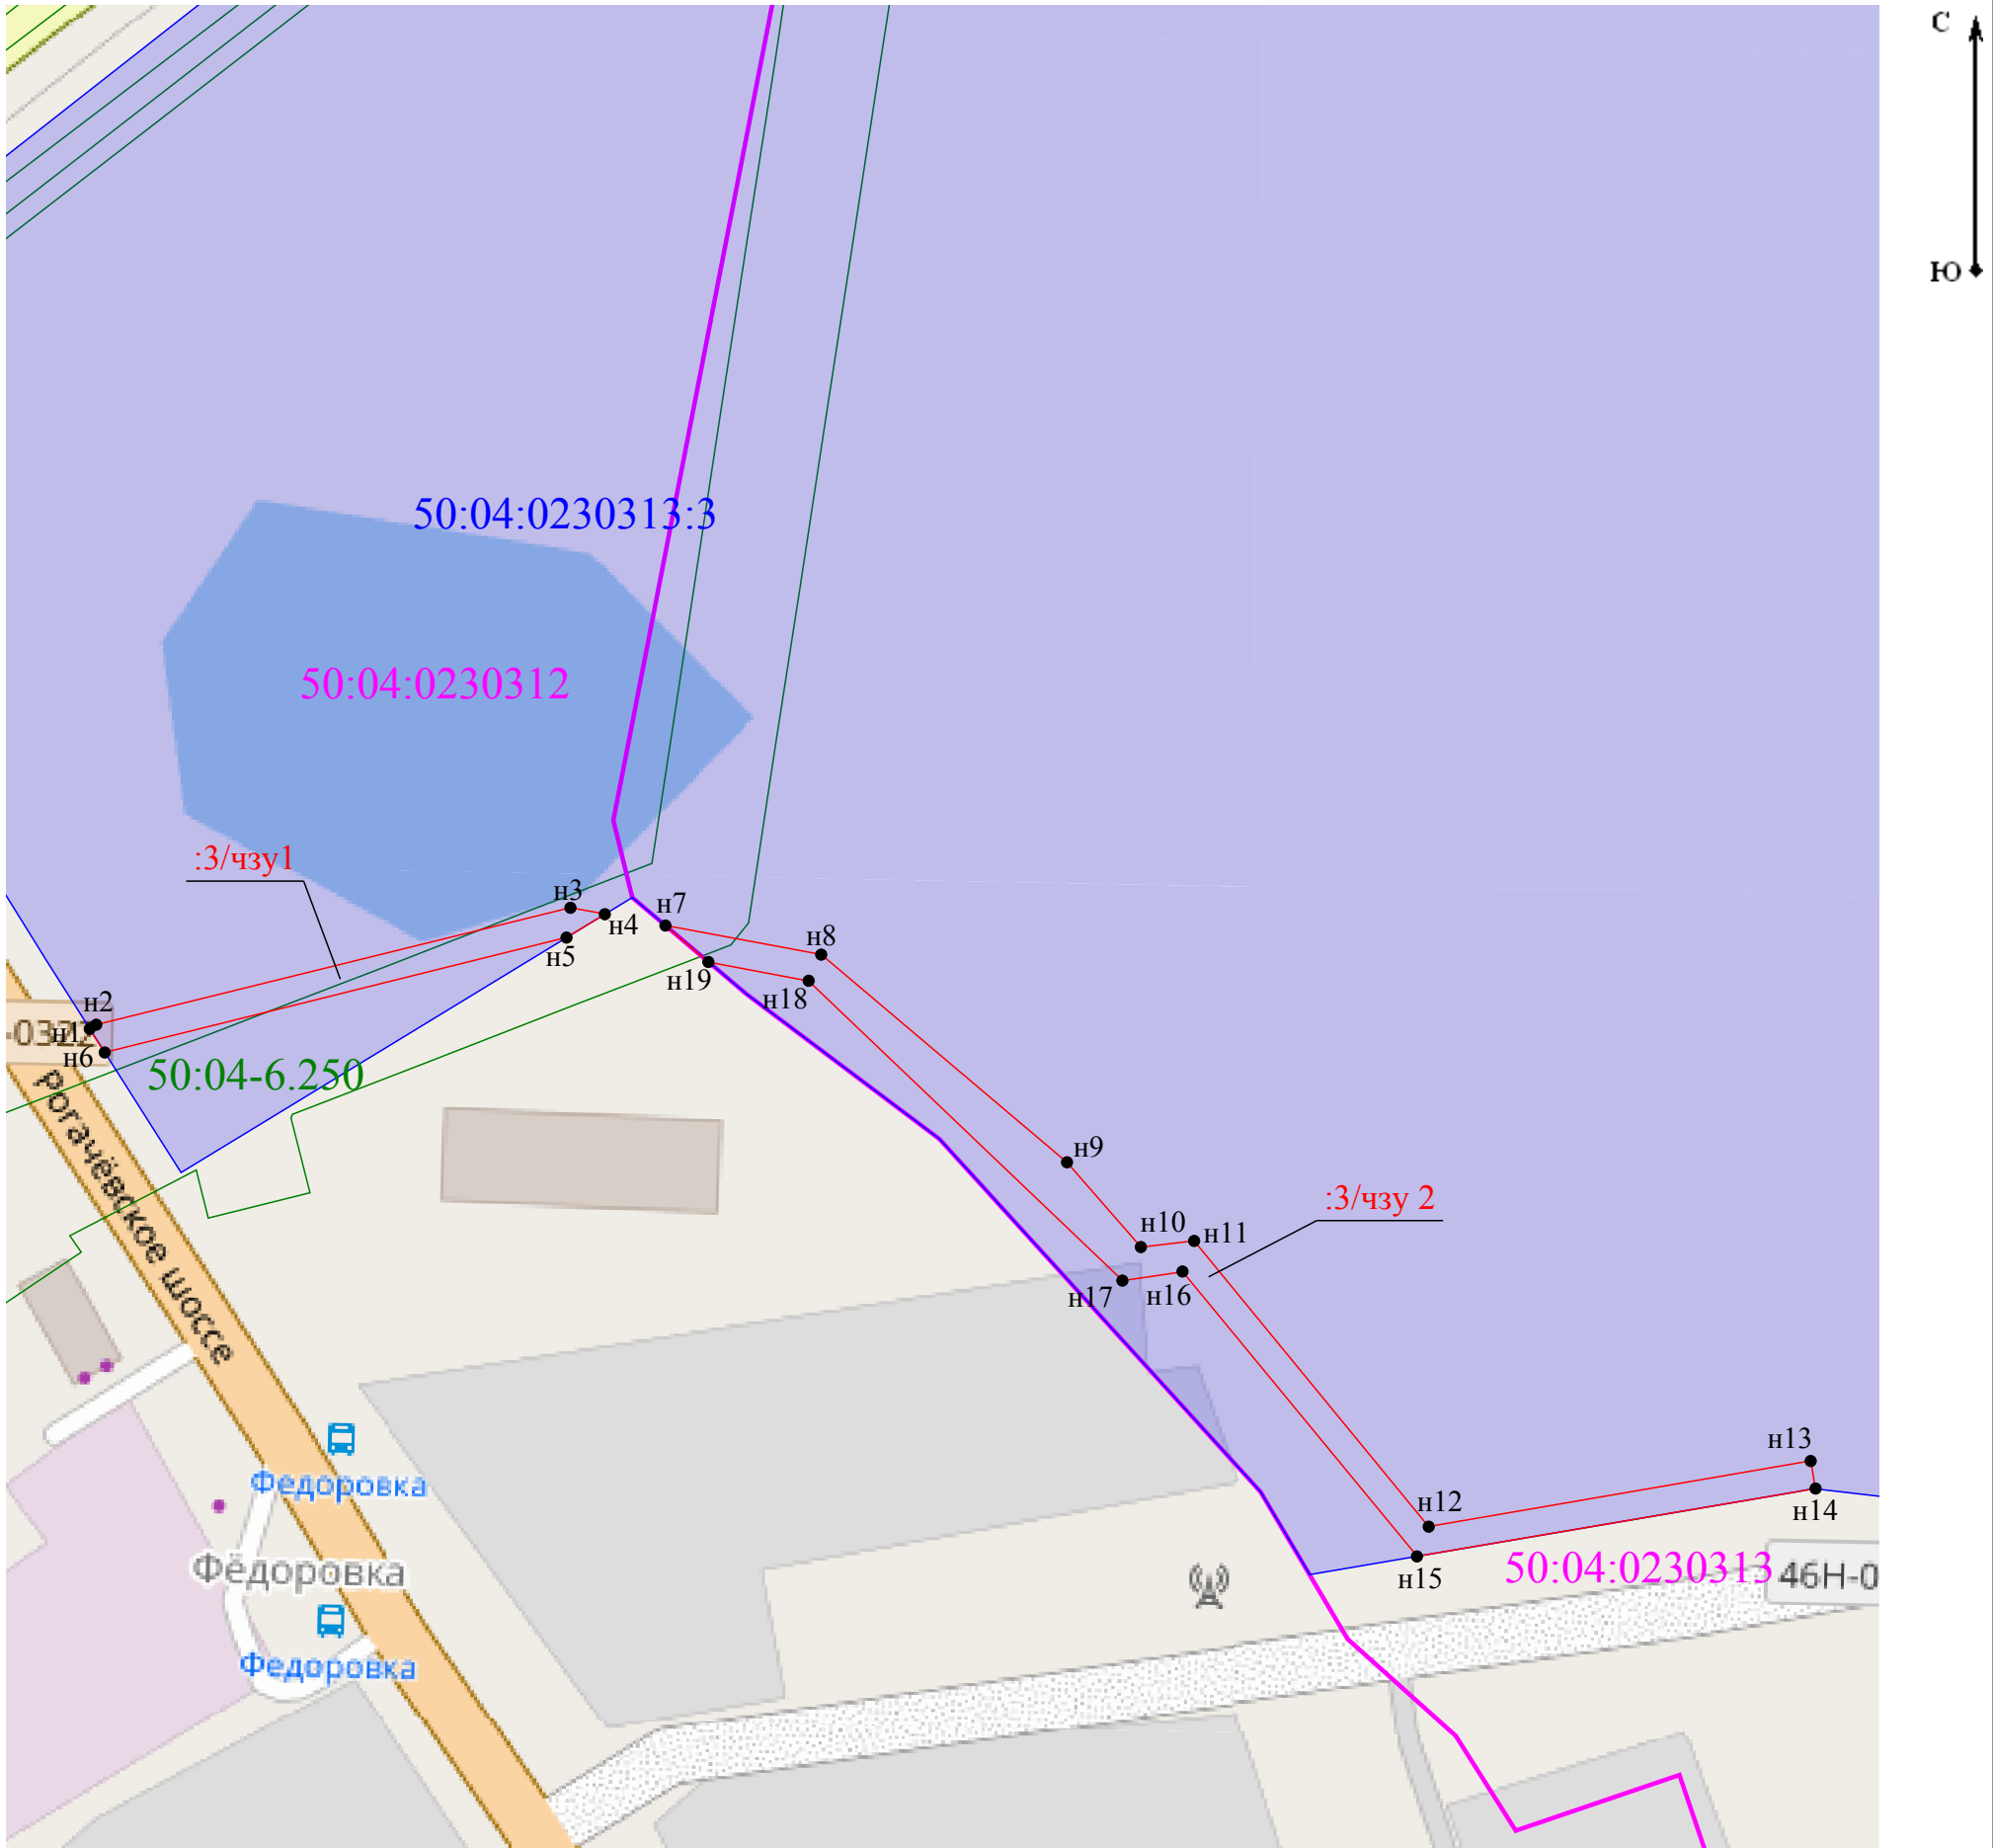 С
Ю
50:04:0230313:3
50:04:0230312
:3/чзу1
н3
н4
н7
н5
н8
н19
н18
н2
н1
н6
50:04-6.250
Рогачёвское шоссе
н9
:3/чзу 2
н10
н11
н17
н16
н13
н12
н14
н15
50:04:0230313
46Н-0
Федоровка
Фёдоровка
Федоровка